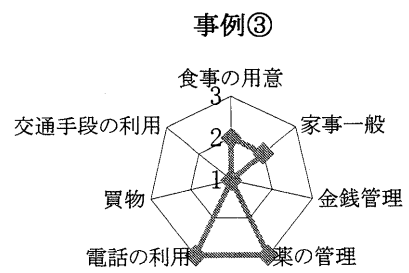 事例③
食事の用意
3
交通手段の利用
家事一般
2
1
買物
金銭管理
電話の利用
薬の管理